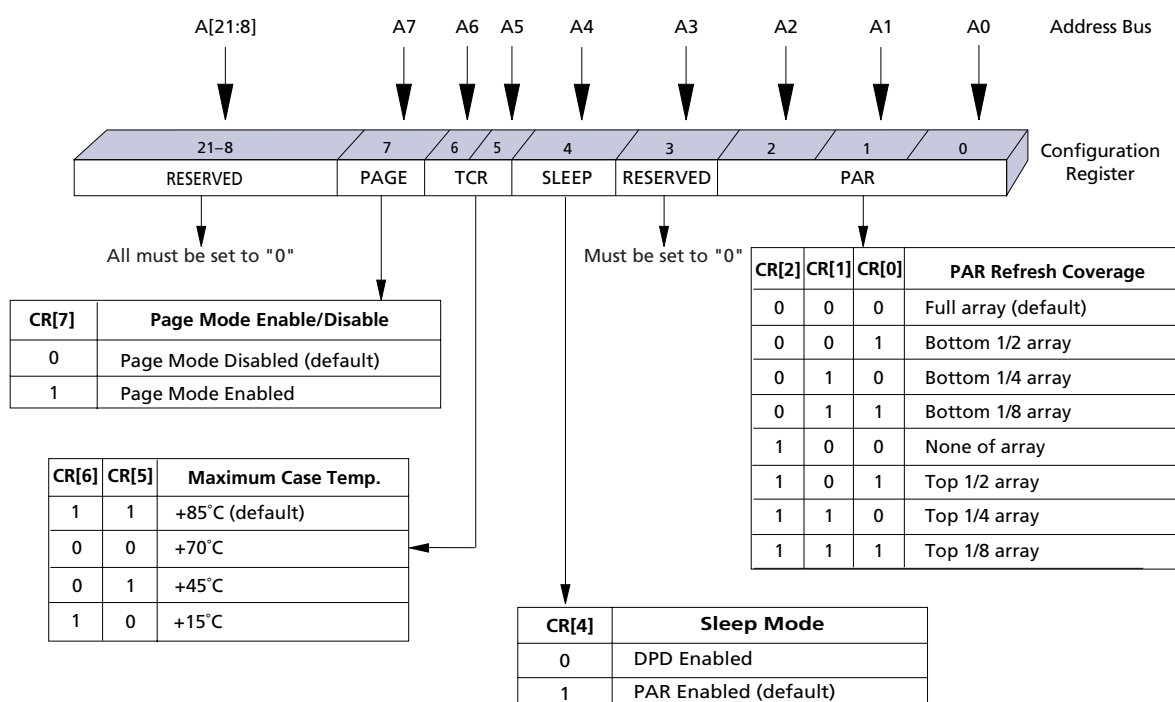 A[21:8] A7 A6 A5 A4 A3 A2 A1 A0 Address Bus
21–8 7 6 5 4 3 2 1 0
Configuration
Register
RESERVED PAGE TCR SLEEP RESERVED PAR
All must be set to "0"
Must be set to "0"
CR[7] Page Mode Enable/Disable
0 Page Mode Disabled (default)
1 Page Mode Enabled
CR[2] CR[1] CR[0] PAR Refresh Coverage
0 0 0 Full array (default)
0 0 1 Bottom 1/2 array
0 1 0 Bottom 1/4 array
0 1 1 Bottom 1/8 array
1 0 0 None of array
1 0 1 Top 1/2 array
1 1 0 Top 1/4 array
1 1 1 Top 1/8 array
CR[6] CR[5] Maximum Case Temp.
1 1 +85˚C (default)
0 0 +70˚C
0 1 +45˚C
1 0 +15˚C
CR[4] Sleep Mode
0 DPD Enabled
1 PAR Enabled (default)